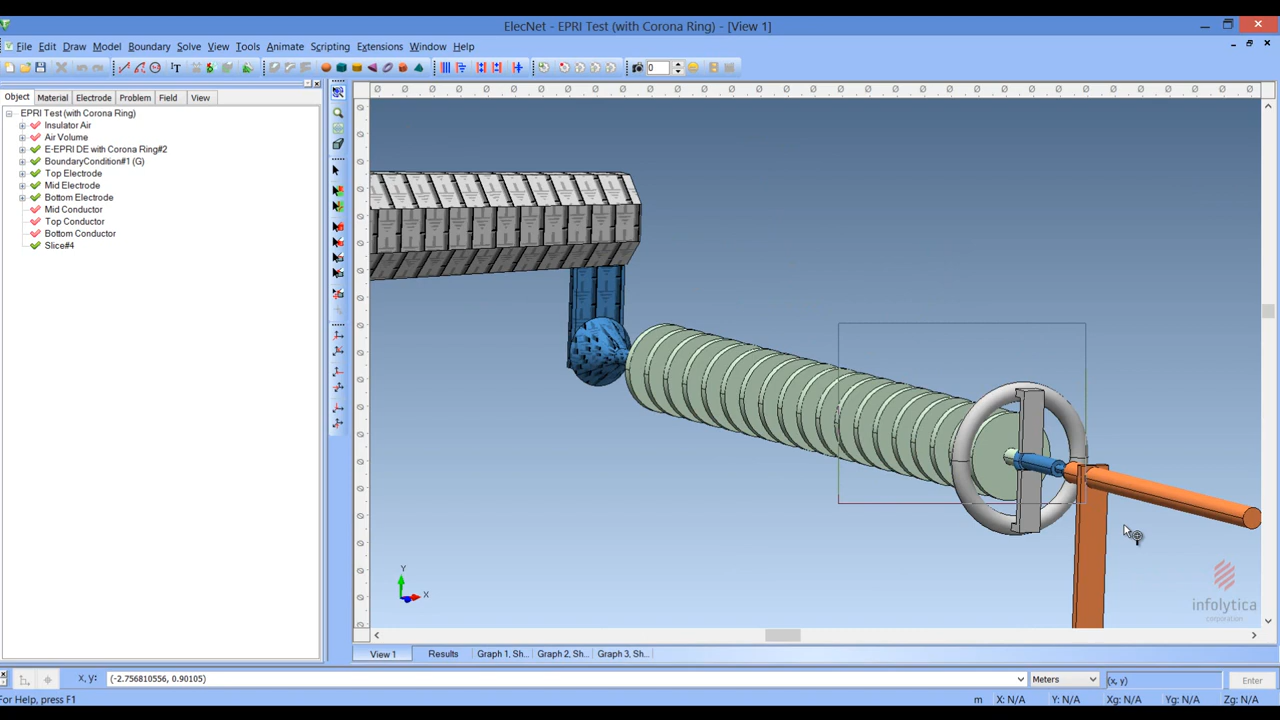 ElecNet - EPRI Test (with Corona Ring) - [View 1]
File Edit Draw Model Boundary Solve View Tools Animate Scripting Extensions Window Help
T 0
Object Material Electrode Problem Field View
EPRI Test (with Corona Ring)
Insulator Air
Air Volume
E-EPRI DE with Corona Ring#2
BoundaryCondition#1 (G)
Top Electrode
Mid Electrode
Bottom Electrode
Mid Conductor
Top Conductor
Bottom Conductor
Slice#4
Y
X
infolytica
corporation
View 1 Results Graph 1, Sh... Graph 2, Sh... Graph 3, Sh...
x, y: (-2.756810556, 0.90105) Meters (x, y) Enter
For Help, press F1 m X: N/A Y: N/A Xg: N/A Yg: N/A Zg: N/A